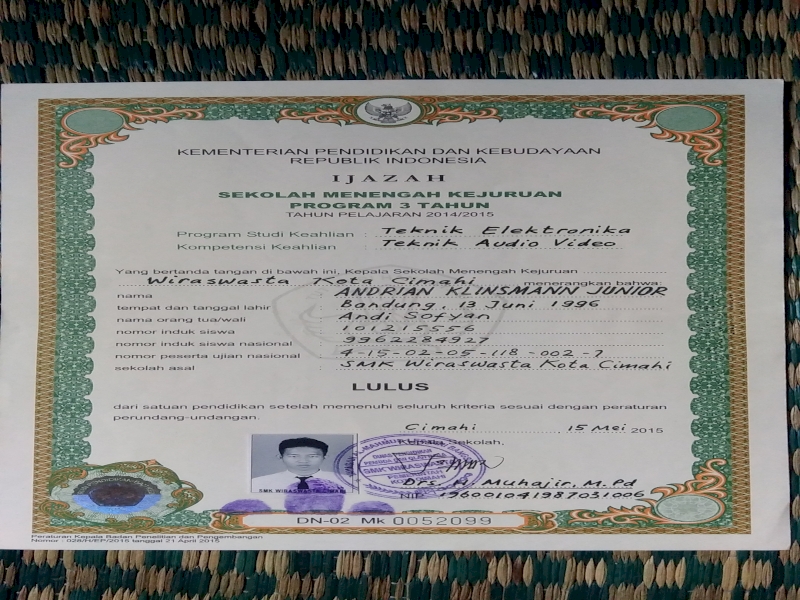 KEMENTERIAN PENDIDIKAN DAN KEBUDAYAAN
REPUBLIK INDONESIA
IJAZAH
SEKOLAH MENENGAH KEJURUAN
PROGRAM 3 TAHUN
TAHUN PELAJARAN 2014/2015
Program Studi Keahlian : Teknik Elektronika
Kompetensi Keahlian : Teknik Audio Video
Yang bertanda tangan di bawah ini, Kepala Sekolah Menengah Kejuruan
Wiraswasta Kota Cimahi menerangkan bahwa:
nama : ANDRIAN KLINSMANN JUNIOR
tempat dan tanggal lahir : Bandung, 13 Juni 1996
nama orang tua/wali : Andi Sofyan
nomor induk siswa : 101215556
nomor induk siswa nasional : 9962284927
nomor peserta ujian nasional : 4-15-02-05-118-002-7
sekolah asal : SMK Wiraswasta Kota Cimahi
LULUS
dari satuan pendidikan setelah memenuhi seluruh kriteria sesuai dengan peraturan
perundang-undangan.
Cimahi, 15 Mei 2015
Kepala Sekolah,
SMK WIRASWASTA
Drs. H. Muhajir, M.Pd
NIP. 196001041987031006
SMK WIRASWASTA CIMAHI
DN-02 Mk 0052099
Peraturan Kepala Badan Penelitian dan Pengembangan
Nomor : 028/H/EP/2015 tanggal 21 April 2015